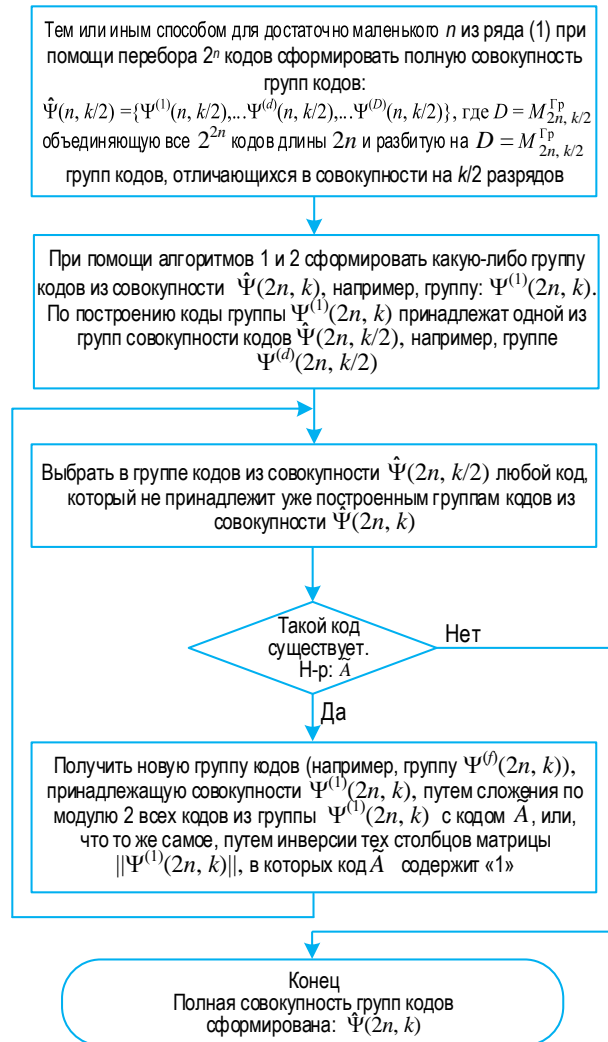 Тем или иным способом для достаточно маленького n из ряда (1) при
помощи перебора 2ⁿ кодов сформировать полную совокупность
групп кодов:
Ψ̂(n, k/2) ={Ψ⁽¹⁾(n, k/2),...Ψ⁽ᵈ⁾(n, k/2),...Ψ⁽ᴰ⁾(n, k/2)}, где D = M^{Гр}_{2n, k/2}
объединяющую все 2^{2n} кодов длины 2n и разбитую на D = M^{Гр}_{2n, k/2}
групп кодов, отличающихся в совокупности на k/2 разрядов
При помощи алгоритмов 1 и 2 сформировать какую-либо группу
кодов из совокупности Ψ̂(2n, k), например, группу: Ψ⁽¹⁾(2n, k).
По построению коды группы Ψ⁽¹⁾(2n, k) принадлежат одной из
групп совокупности кодов Ψ̂(2n, k/2), например, группе
Ψ⁽ᵈ⁾(2n, k/2)
Выбрать в группе кодов из совокупности Ψ̂(2n, k/2) любой код,
который не принадлежит уже построенным группам кодов из
совокупности Ψ̂(2n, k)
Такой код
существует.
Н-р: Ã
Нет
Да
Получить новую группу кодов (например, группу Ψ⁽ᶠ⁾(2n, k)),
принадлежащую совокупности Ψ⁽¹⁾(2n, k), путем сложения по
модулю 2 всех кодов из группы Ψ⁽¹⁾(2n, k) с кодом Ã, или,
что то же самое, путем инверсии тех столбцов матрицы
||Ψ⁽¹⁾(2n, k)||, в которых код Ã содержит «1»
Конец
Полная совокупность групп кодов
сформирована: Ψ̂(2n, k)